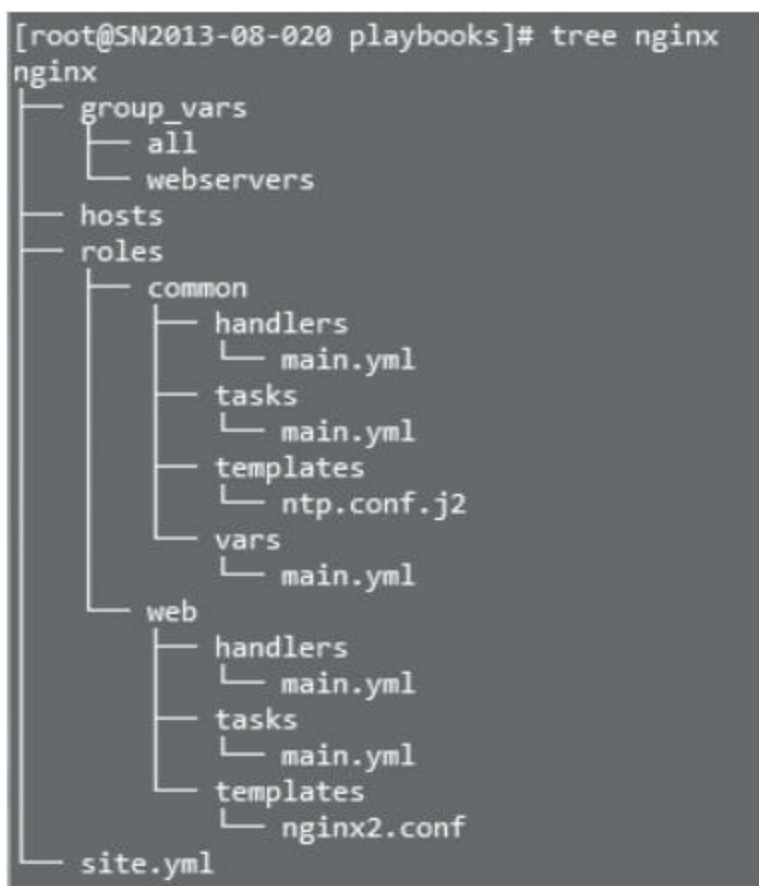 [root@SN2013-08-020 playbooks]# tree nginx
nginx
├── group_vars
│   ├── all
│   └── webservers
├── hosts
├── roles
│   ├── common
│   │   ├── handlers
│   │   │   └── main.yml
│   │   ├── tasks
│   │   │   └── main.yml
│   │   ├── templates
│   │   │   └── ntp.conf.j2
│   │   └── vars
│   │       └── main.yml
│   └── web
│       ├── handlers
│       │   └── main.yml
│       ├── tasks
│       │   └── main.yml
│       └── templates
│           └── nginx2.conf
└── site.yml